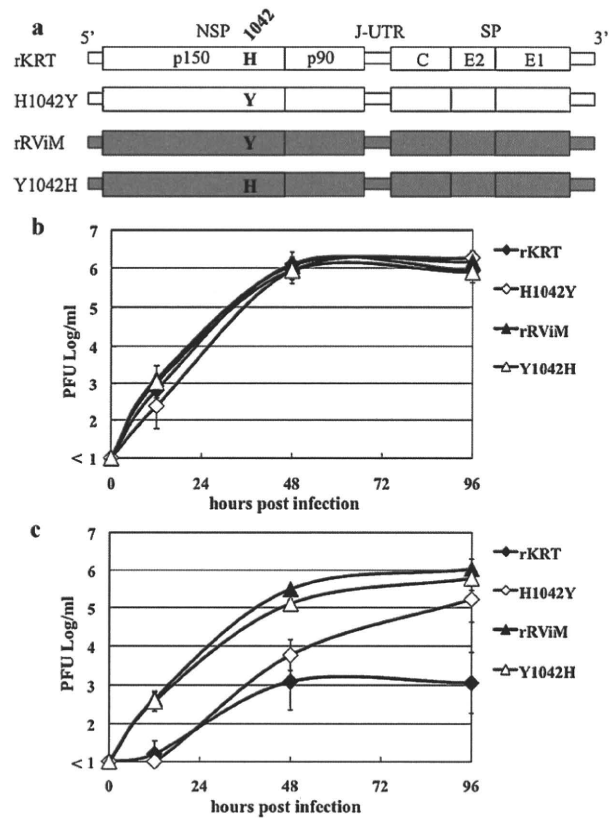 a
NSP 1042 J-UTR SP
5’ 3’
rKRT p150 H p90 C E2 E1
H1042Y Y
rRViM Y
Y1042H H
b
7
6
5
4
3
2
< 1
PFU Log/ml
0 24 48 72 96
hours post infection
rKRT
H1042Y
rRViM
Y1042H
c
7
6
5
4
3
2
< 1
PFU Log/ml
0 24 48 72 96
hours post infection
rKRT
H1042Y
rRViM
Y1042H